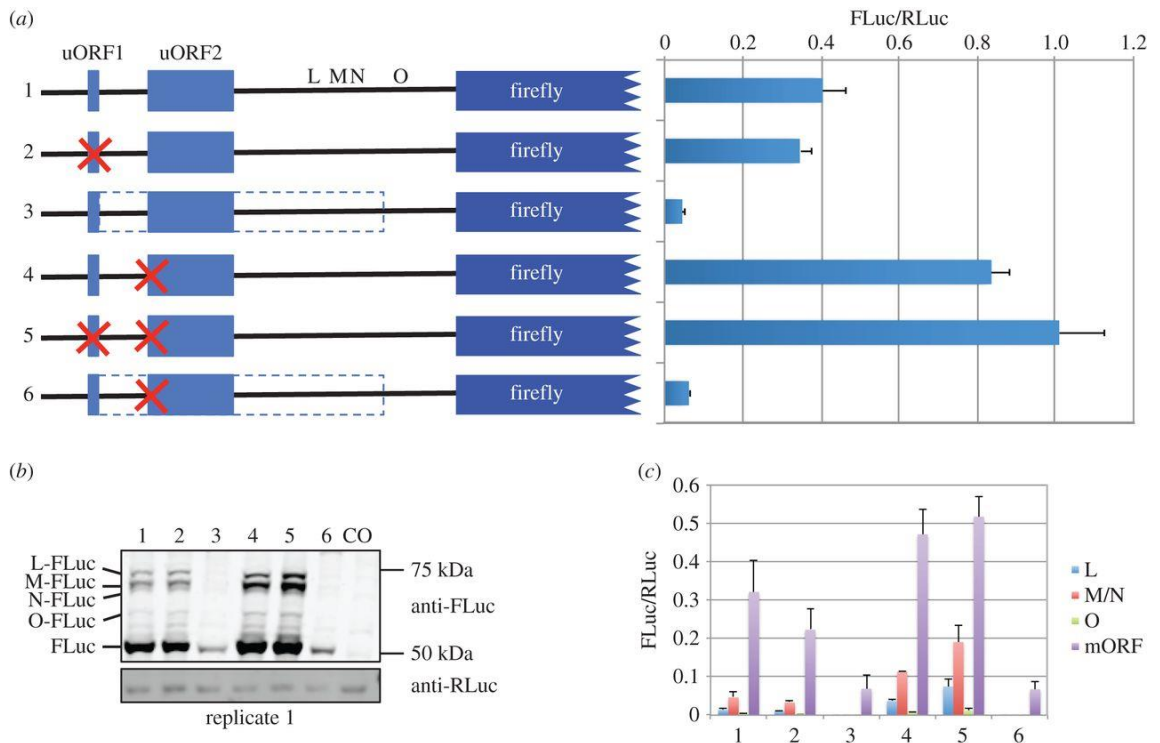 (a)
FLuc/RLuc
0 0.2 0.4 0.6 0.8 1.0 1.2
uORF1 uORF2
L MN O
1 firefly
2 firefly
3 firefly
4 firefly
5 firefly
6 firefly
(b)
1 2 3 4 5 6 CO
L-FLuc
M-FLuc
N-FLuc
O-FLuc
FLuc
75 kDa
anti-FLuc
50 kDa
anti-RLuc
replicate 1
(c)
FLuc/RLuc
0.6
0.5
0.4
0.3
0.2
0.1
0
1 2 3 4 5 6
L
M/N
O
mORF